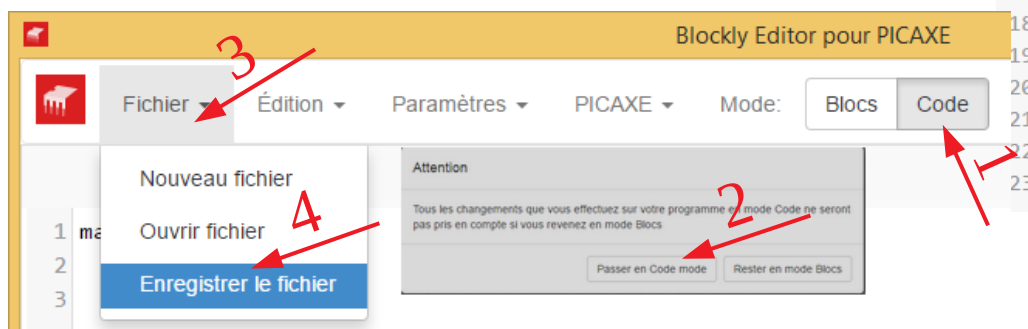 Blockly Editor pour PICAXE
Fichier Édition Paramètres PICAXE Mode: Blocs Code
3
1
Nouveau fichier
Ouvrir fichier
Enregistrer le fichier
4
Attention
Tous les changements que vous effectuez sur votre programme en mode Code ne seront
pas pris en compte si vous revenez en mode Blocs
2
Passer en Code mode Rester en mode Blocs
1 ma
2
3
18
19
20
21
22
23